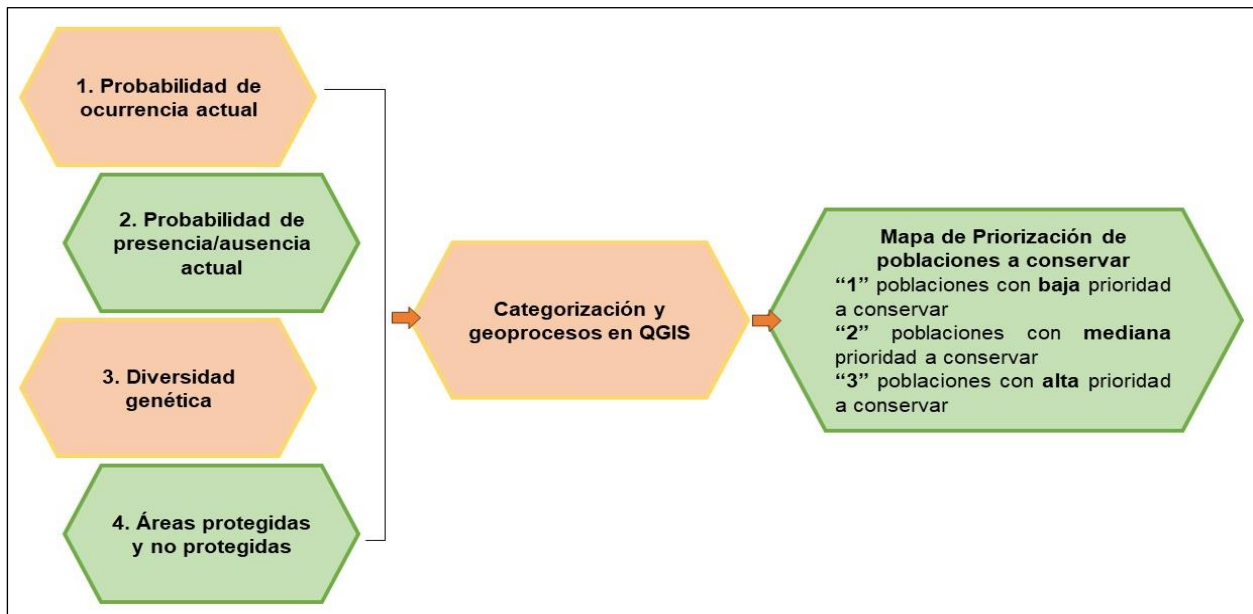 1. Probabilidad de
ocurrencia actual
2. Probabilidad de
presencia/ausencia
actual
3. Diversidad
genética
4. Áreas protegidas
y no protegidas
Categorización y
geoprocesos en QGIS
Mapa de Priorización de
poblaciones a conservar
“1” poblaciones con baja prioridad
a conservar
“2” poblaciones con mediana
prioridad a conservar
“3” poblaciones con alta prioridad
a conservar